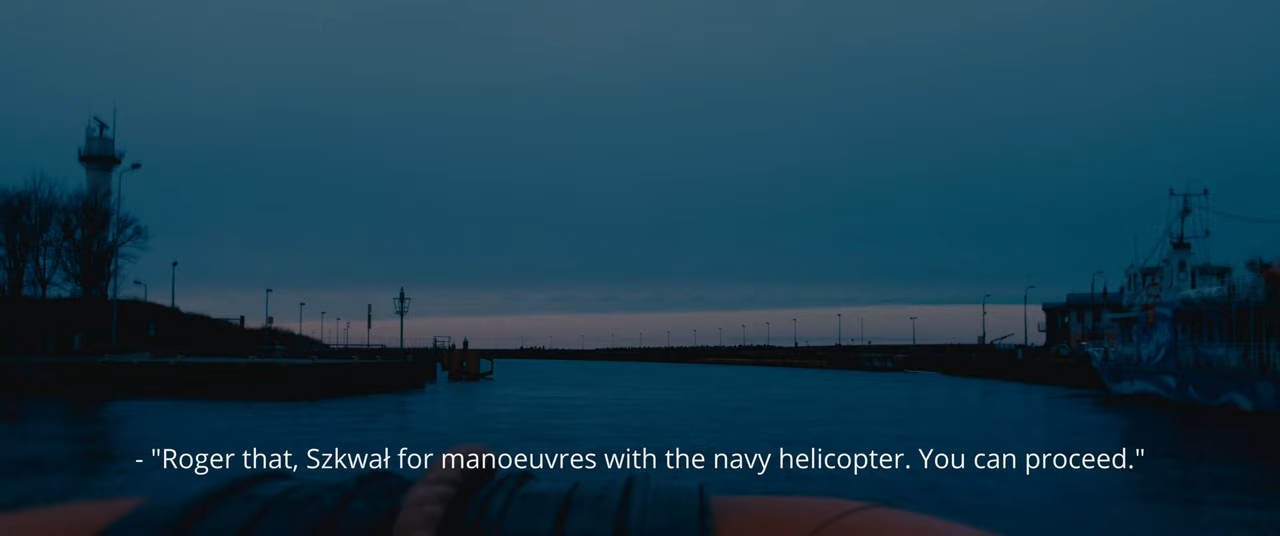 - "Roger that, Szkwał for manoeuvres with the navy helicopter. You can proceed."